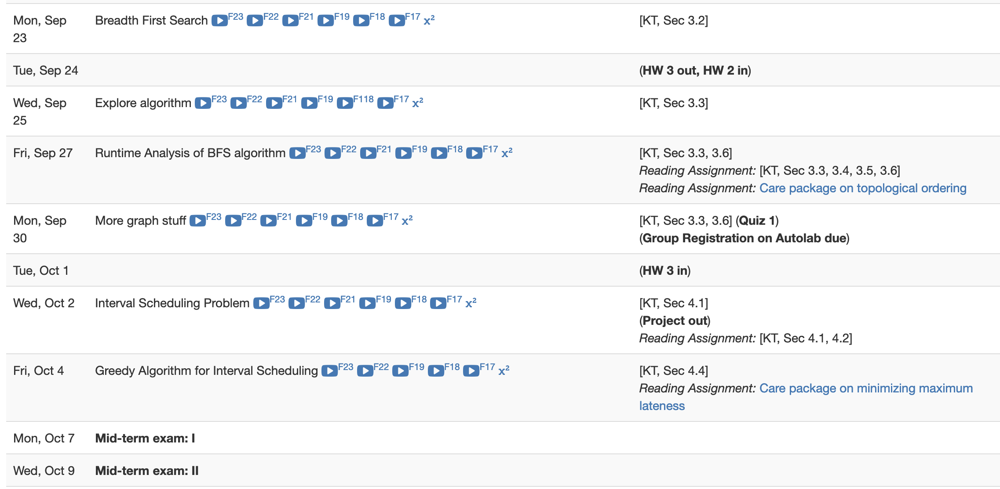 Mon, Sep 23 Breadth First Search F23 F22 F21 F19 F18 F17 x² [KT, Sec 3.2]
Tue, Sep 24 (HW 3 out, HW 2 in)
Wed, Sep 25 Explore algorithm F23 F22 F21 F19 F118 F17 x² [KT, Sec 3.3]
Fri, Sep 27 Runtime Analysis of BFS algorithm F23 F22 F21 F19 F18 F17 x² [KT, Sec 3.3, 3.6]
Reading Assignment: [KT, Sec 3.3, 3.4, 3.5, 3.6]
Reading Assignment: Care package on topological ordering
Mon, Sep 30 More graph stuff F23 F22 F21 F19 F18 F17 x² [KT, Sec 3.3, 3.6] (Quiz 1)
(Group Registration on Autolab due)
Tue, Oct 1 (HW 3 in)
Wed, Oct 2 Interval Scheduling Problem F23 F22 F21 F19 F18 F17 x² [KT, Sec 4.1]
(Project out)
Reading Assignment: [KT, Sec 4.1, 4.2]
Fri, Oct 4 Greedy Algorithm for Interval Scheduling F23 F22 F19 F18 F17 x² [KT, Sec 4.4]
Reading Assignment: Care package on minimizing maximum
lateness
Mon, Oct 7 Mid-term exam: I
Wed, Oct 9 Mid-term exam: II